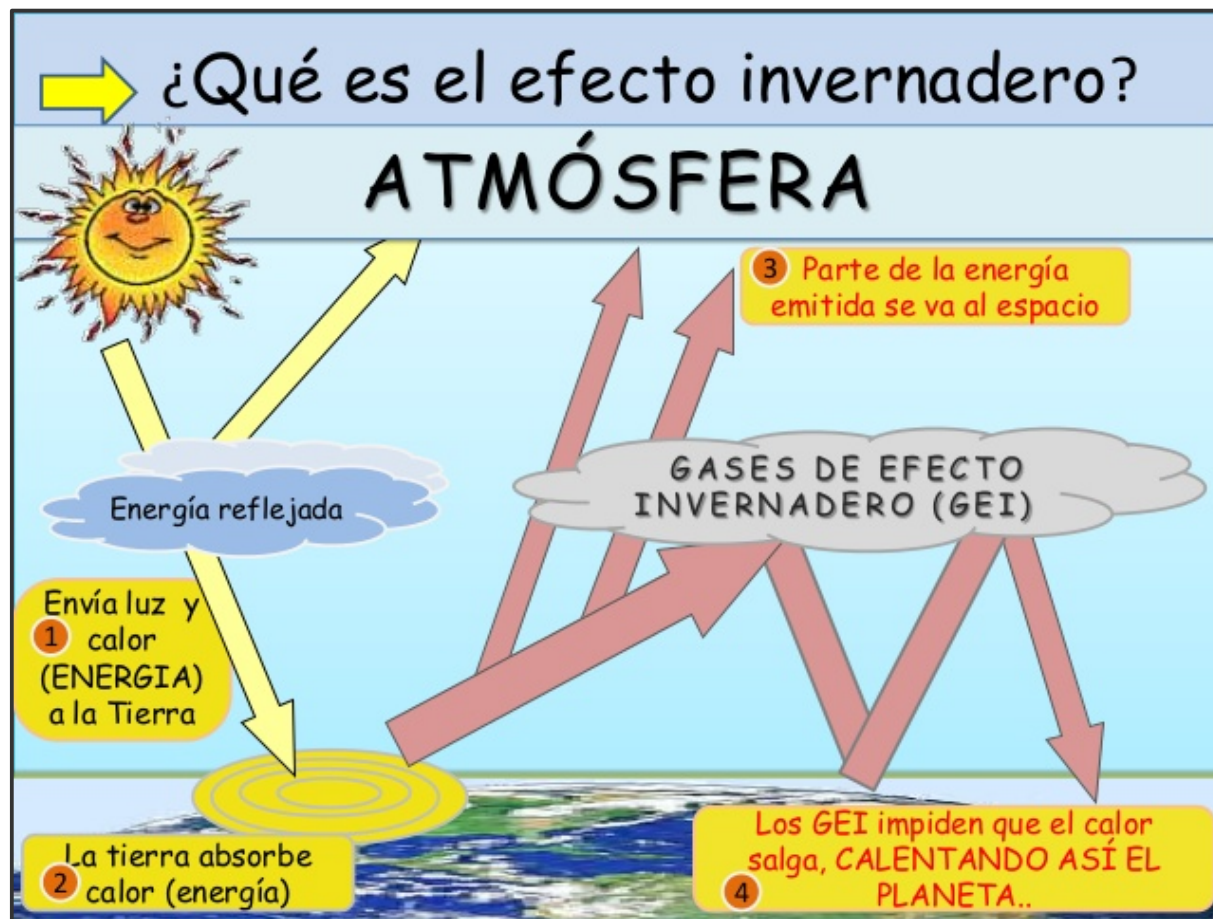 ¿Qué es el efecto invernadero?
ATMÓSFERA
3 Parte de la energía
emitida se va al espacio
Energía reflejada
GASES DE EFECTO
INVERNADERO (GEI)
Envía luz y
1 calor
(ENERGIA)
a la Tierra
La tierra absorbe
2 calor (energía)
Los GEI impiden que el calor
salga, CALENTANDO ASÍ EL
4 PLANETA..